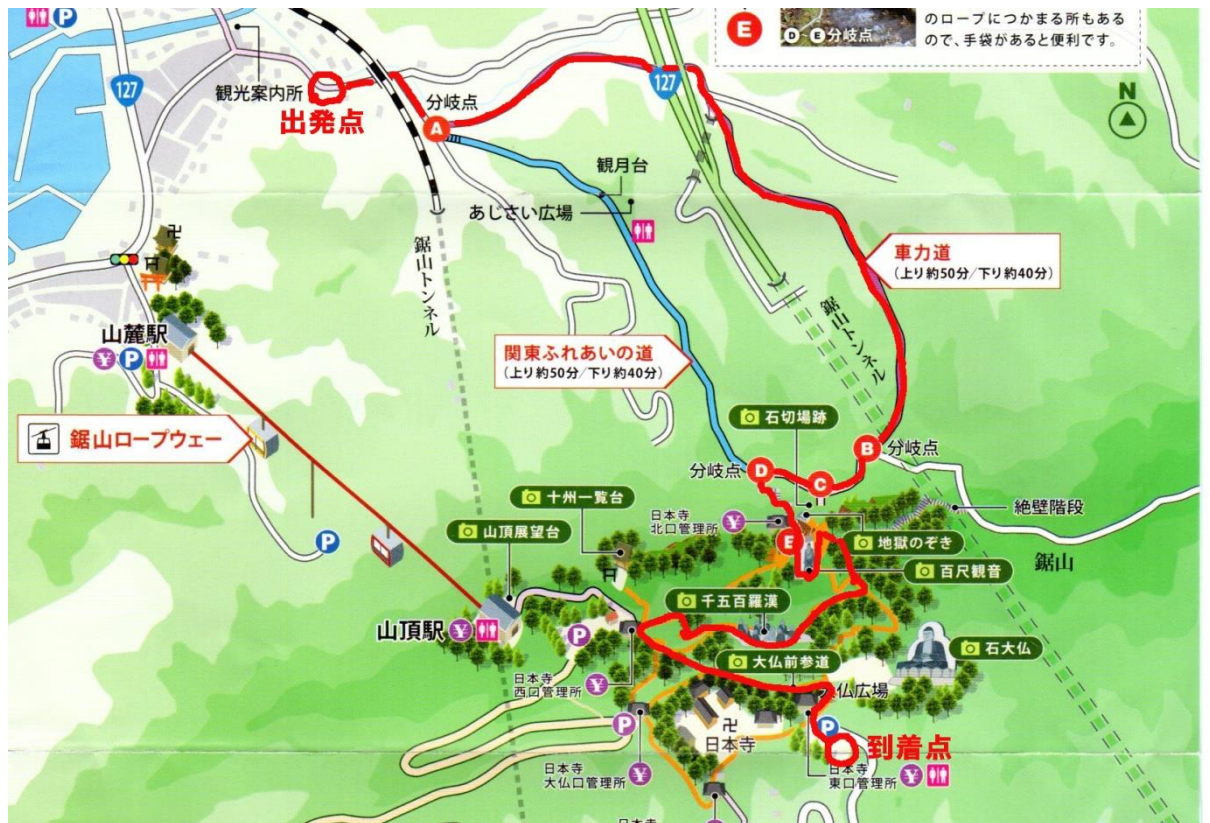 のロープにつかまる所もある
ので、手袋があると便利です。
E
D～E分岐点
P
127
観光案内所
出発点
分岐点
A
127
N
観月台
あじさい広場
鋸山トンネル
車力道
(上り約50分/下り約40分)
鋸山トンネル
山麓駅
¥ P
関東ふれあいの道
(上り約50分/下り約40分)
鋸山ロープウェー
石切場跡
B
分岐点
分岐点
D
C
十州一覧台
日本寺
北口管理所
¥
絶壁階段
P
山頂展望台
E
地獄のぞき
鋸山
百尺観音
千五百羅漢
山頂駅
¥
P
石大仏
大仏前参道
日本寺
西口管理所
¥
大仏広場
P
P
日本寺
到着点
日本寺
大仏口管理所
¥
日本寺
東口管理所
¥